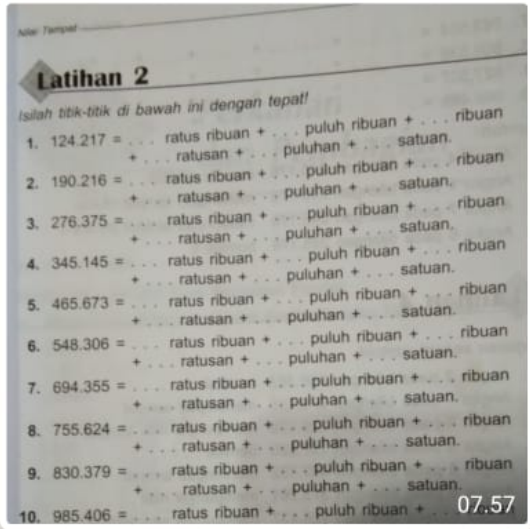 Nilai Tempat
Latihan 2
Isilah titik-titik di bawah ini dengan tepat!
1. 124.217 = . . . ratus ribuan + . . . puluh ribuan + . . . ribuan
+ . . . ratusan + . . . puluhan + . . . satuan.
2. 190.216 = . . . ratus ribuan + . . . puluh ribuan + . . . ribuan
+ . . . ratusan + . . . puluhan + . . . satuan.
3. 276.375 = . . . ratus ribuan + . . . puluh ribuan + . . . ribuan
+ . . . ratusan + . . . puluhan + . . . satuan.
4. 345.145 = . . . ratus ribuan + . . . puluh ribuan + . . . ribuan
+ . . . ratusan + . . . puluhan + . . . satuan.
5. 465.673 = . . . ratus ribuan + . . . puluh ribuan + . . . ribuan
+ . . . ratusan + . . . puluhan + . . . satuan.
6. 548.306 = . . . ratus ribuan + . . . puluh ribuan + . . . ribuan
+ . . . ratusan + . . . puluhan + . . . satuan.
7. 694.355 = . . . ratus ribuan + . . . puluh ribuan + . . . ribuan
+ . . . ratusan + . . . puluhan + . . . satuan.
8. 755.624 = . . . ratus ribuan + . . . puluh ribuan + . . . ribuan
+ . . . ratusan + . . . puluhan + . . . satuan.
9. 830.379 = . . . ratus ribuan + . . . puluh ribuan + . . . ribuan
+ . . . ratusan + . . . puluhan + . . . satuan.
10. 985.406 = . . . ratus ribuan + . . . puluh ribuan + . . .
07.57